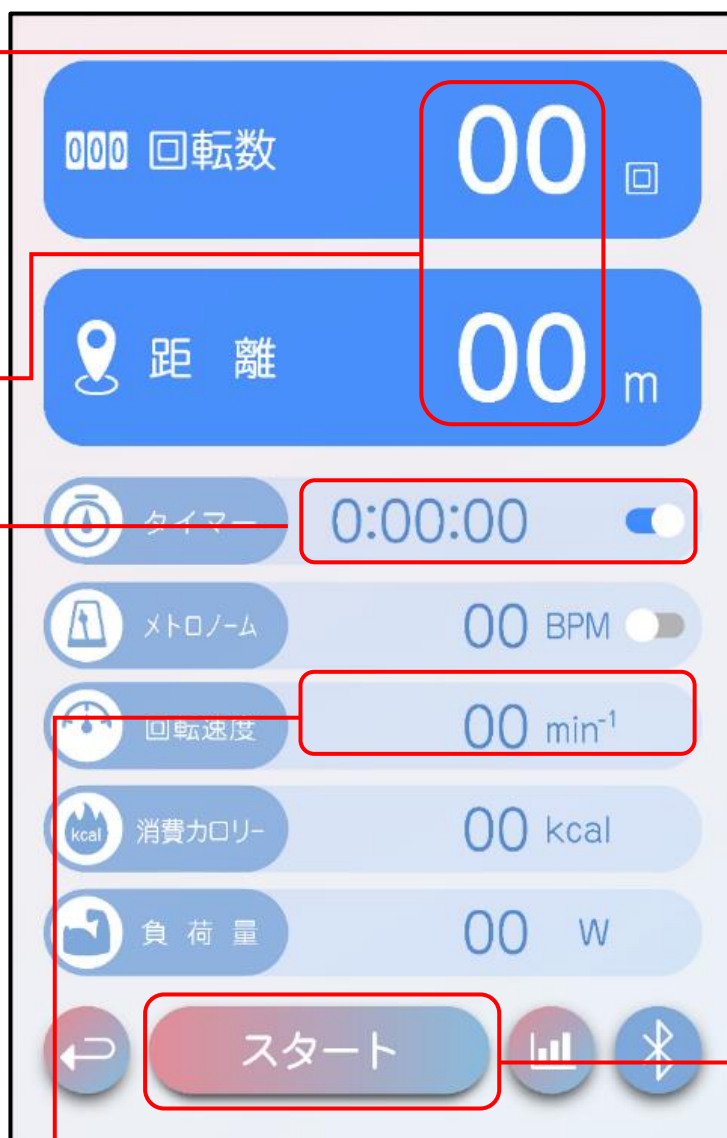 000 回転数 00 回
距離 00 m
タイマー 0:00:00
メトロノーム 00 BPM
回転速度 00 min⁻¹
kcal 消費カロリー 00 kcal
負荷量 00 W
スタート